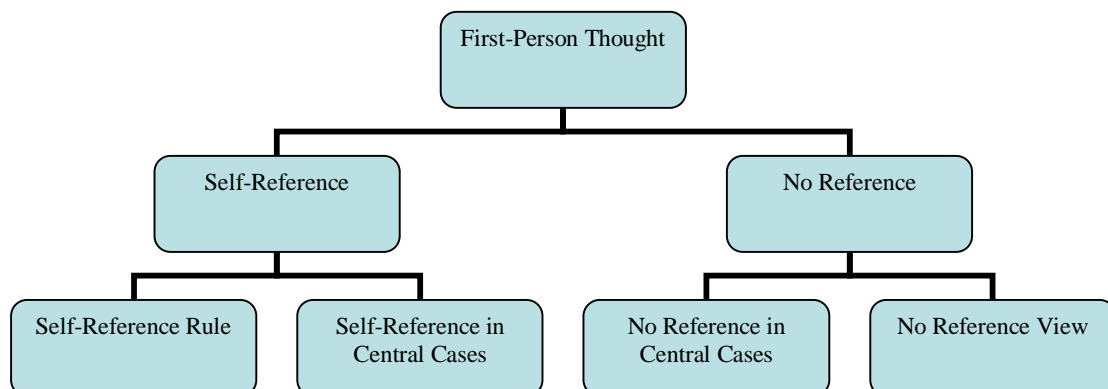 First-Person Thought
Self-Reference
No Reference
Self-Reference Rule
Self-Reference in
Central Cases
No Reference in
Central Cases
No Reference View